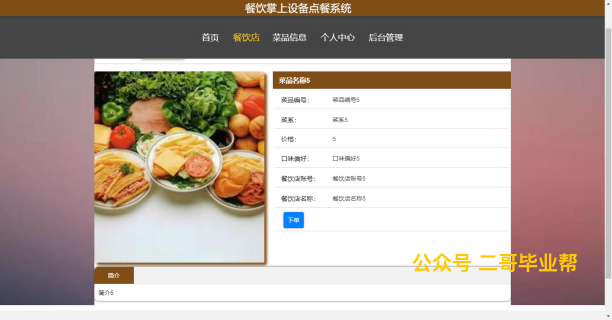 餐饮掌上设备点餐系统
首页 餐饮店 菜品信息 个人中心 后台管理
菜品名称5
菜品编号: 菜品编号5
菜系: 菜系5
价格: 5
口味偏好: 口味偏好5
餐饮店账号: 餐饮店账号5
餐饮店名称: 餐饮店名称5
下单
公众号 二哥毕业帮
简介
简介5